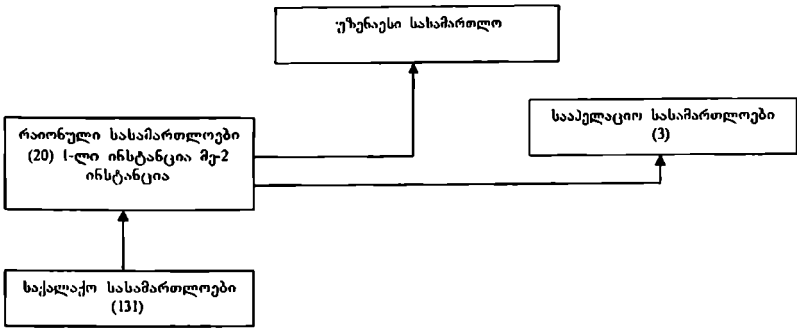 უზენაესი სასამართლო
სააპელაციო სასამართლოები
(3)
რაიონული სასამართლოები
(20) I-ლი ინსტანცია მე-2
ინსტანცია
საქალაქო სასამართლოები
(131)